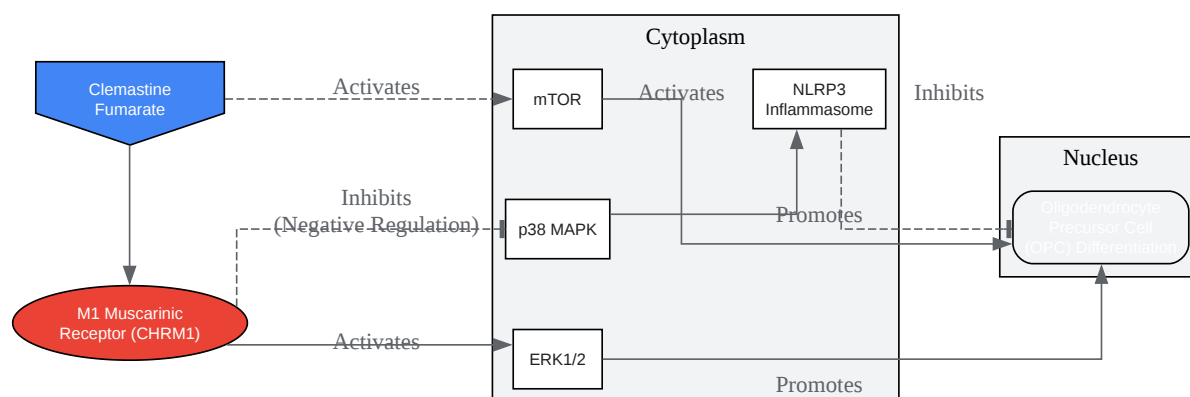 Cytoplasm
Clemastine
Fumarate
Activates
mTOR
Activates
NLRP3
Inflammasome
Inhibits
Nucleus
Inhibits
(Negative Regulation)
p38 MAPK
Promotes
Oligodendrocyte
Precursor Cell
(OPC) Differentiation
M1 Muscarinic
Receptor (CHRM1)
Activates
ERK1/2
Promotes